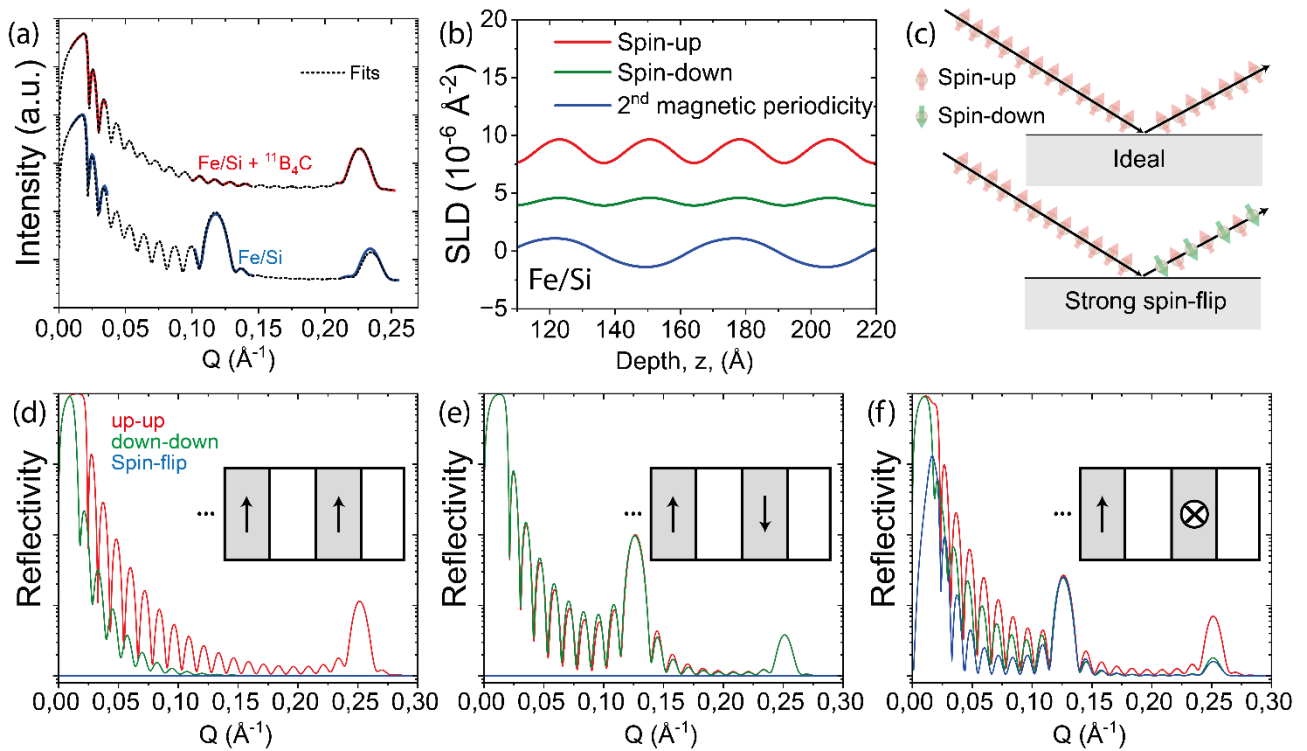 (a)
Intensity (a.u.)
Fits
Fe/Si + ¹¹B₄C
Fe/Si
0,00 0,05 0,10 0,15 0,20 0,25
Q (Å⁻¹)
(b)
SLD (10⁻⁶ Å⁻²)
20
15
10
5
0
−5
Spin-up
Spin-down
2ⁿᵈ magnetic periodicity
Fe/Si
120 140 160 180 200 220
Depth, z, (Å)
(c)
Spin-up
Spin-down
Ideal
Strong spin-flip
(d)
Reflectivity
up-up
down-down
Spin-flip
...
0,00 0,05 0,10 0,15 0,20 0,25 0,30
Q (Å⁻¹)
(e)
Reflectivity
...
0,00 0,05 0,10 0,15 0,20 0,25 0,30
Q (Å⁻¹)
(f)
Reflectivity
...
0,00 0,05 0,10 0,15 0,20 0,25 0,30
Q (Å⁻¹)